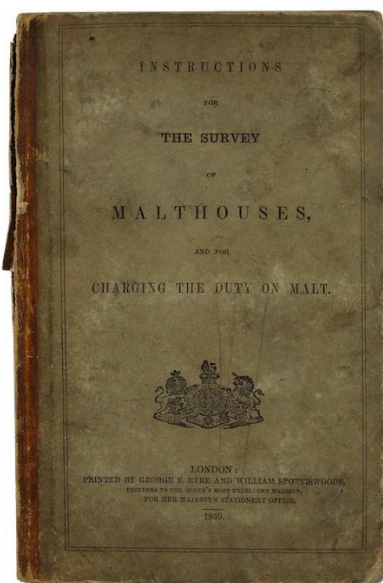 INSTRUCTIONS
FOR
THE SURVEY
OF
MALTHOUSES,
AND FOR
CHARGING THE DUTY ON MALT.
LONDON:
PRINTED BY GEORGE E. EYRE AND WILLIAM SPOTTISWOODE,
PRINTERS TO THE QUEEN'S MOST EXCELLENT MAJESTY.
FOR HER MAJESTY'S STATIONERY OFFICE.
1869.